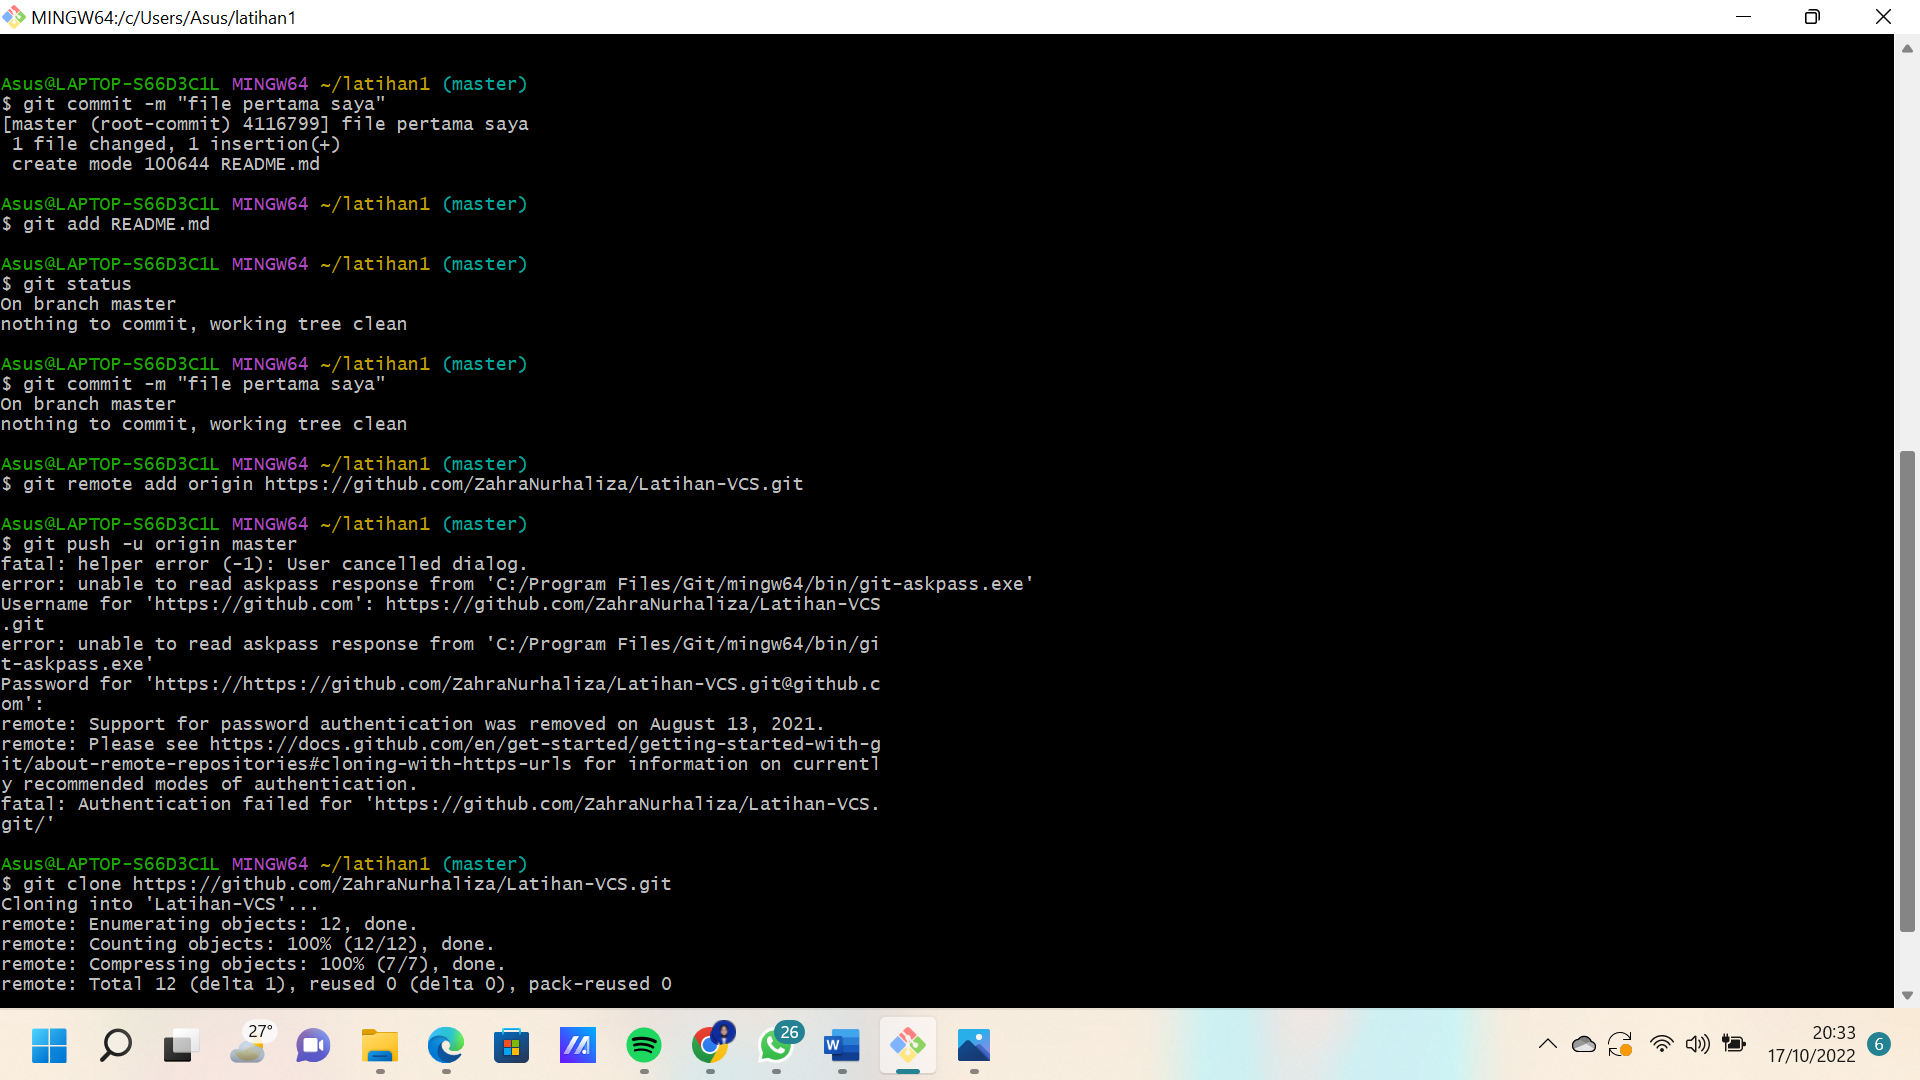 MINGW64:/c/Users/Asus/latihan1
Asus@LAPTOP-S66D3C1L MINGW64 ~/latihan1 (master)
$ git commit -m "file pertama saya"
[master (root-commit) 4116799] file pertama saya
 1 file changed, 1 insertion(+)
 create mode 100644 README.md
Asus@LAPTOP-S66D3C1L MINGW64 ~/latihan1 (master)
$ git add README.md
Asus@LAPTOP-S66D3C1L MINGW64 ~/latihan1 (master)
$ git status
On branch master
nothing to commit, working tree clean
Asus@LAPTOP-S66D3C1L MINGW64 ~/latihan1 (master)
$ git commit -m "file pertama saya"
On branch master
nothing to commit, working tree clean
Asus@LAPTOP-S66D3C1L MINGW64 ~/latihan1 (master)
$ git remote add origin https://github.com/ZahraNurhaliza/Latihan-VCS.git
Asus@LAPTOP-S66D3C1L MINGW64 ~/latihan1 (master)
$ git push -u origin master
fatal: helper error (-1): User cancelled dialog.
error: unable to read askpass response from 'C:/Program Files/Git/mingw64/bin/git-askpass.exe'
Username for 'https://github.com': https://github.com/ZahraNurhaliza/Latihan-VCS
.git
error: unable to read askpass response from 'C:/Program Files/Git/mingw64/bin/gi
t-askpass.exe'
Password for 'https://https://github.com/ZahraNurhaliza/Latihan-VCS.git@github.c
om':
remote: Support for password authentication was removed on August 13, 2021.
remote: Please see https://docs.github.com/en/get-started/getting-started-with-g
it/about-remote-repositories#cloning-with-https-urls for information on currentl
y recommended modes of authentication.
fatal: Authentication failed for 'https://github.com/ZahraNurhaliza/Latihan-VCS.
git/'
Asus@LAPTOP-S66D3C1L MINGW64 ~/latihan1 (master)
$ git clone https://github.com/ZahraNurhaliza/Latihan-VCS.git
Cloning into 'Latihan-VCS'...
remote: Enumerating objects: 12, done.
remote: Counting objects: 100% (12/12), done.
remote: Compressing objects: 100% (7/7), done.
remote: Total 12 (delta 1), reused 0 (delta 0), pack-reused 0
27°
26
W
20:33
17/10/2022
6